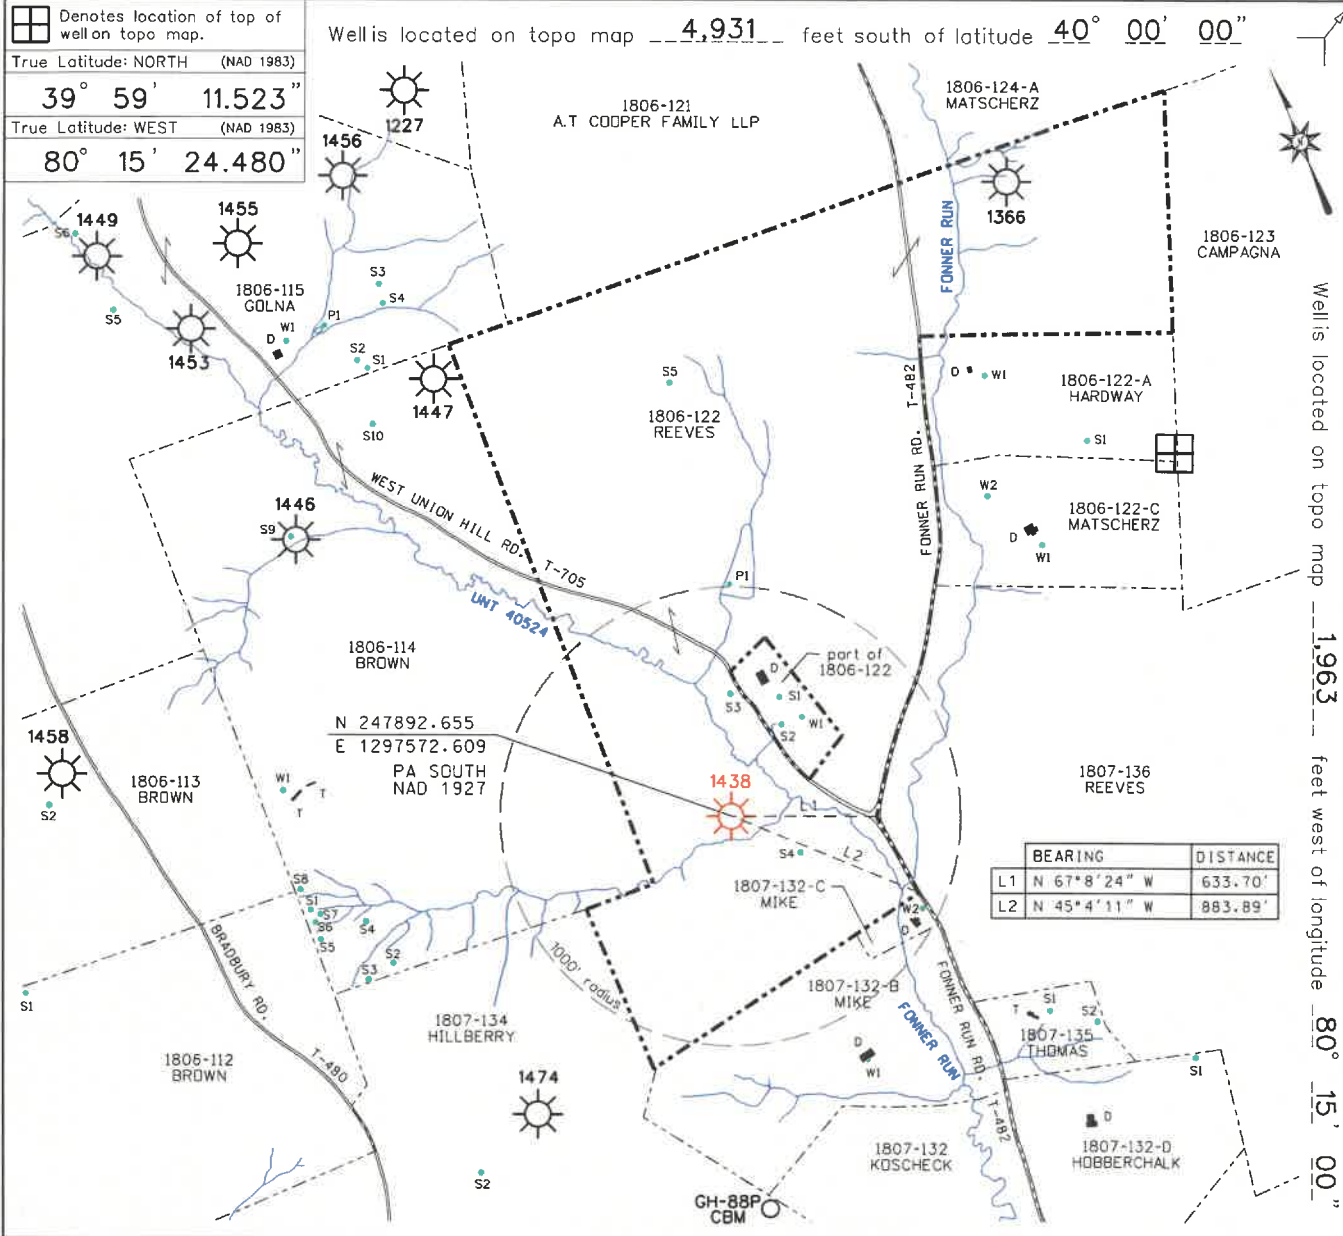 Denotes location of top of
well on topo map.
True Latitude: NORTH (NAD 1983)
39° 59' 11.523"
True Latitude: WEST (NAD 1983)
80° 15' 24.480"
Well is located on topo map 4,931 feet south of latitude 40° 00' 00"
Well is located on topo map 1,963 feet west of longitude 80° 15' 00"
1227
1456
1806-121
A.T COOPER FAMILY LLP
1806-124-A
MATSCHERZ
1366
FONNER RUN
1806-123
CAMPAGNA
S6
1449
1455
1806-115
GOLNA
S3
S4
S5
1453
W1
P1
D
S2
S1
1447
S10
S5
1806-122
REEVES
T-482
D
W1
1806-122-A
HARDWAY
S1
W2
1806-122-C
MATSCHERZ
D
W1
FONNER RUN RD.
WEST UNION HILL RD.
T-705
1446
S9
UNT 40524
P1
1806-114
BROWN
part of
1806-122
D
S1
S3
W1
S2
N 247892.655
E 1297572.609
PA SOUTH
NAD 1927
1458
S2
1806-113
BROWN
W1
T
T
1438
L1
L2
S4
1807-136
REEVES
BEARING DISTANCE
L1 N 67°8'24" W 633.70'
L2 N 45°4'11" W 883.89'
1807-132-C
MIKE
W2
D
S8
S1
S7
S6
S5
S4
S2
S3
S1
BRADBURY RD.
1000' radius
1807-132-B
MIKE
FONNER RUN
FONNER RUN RD.
T-482
1807-134
HILLBERRY
T
S1
S2
1807-135
THOMAS
S1
D
W1
1806-112
BROWN
T-480
1474
S2
1807-132
KOSCHECK
D
1807-132-D
HOBBERCHALK
GH-88P
CBM